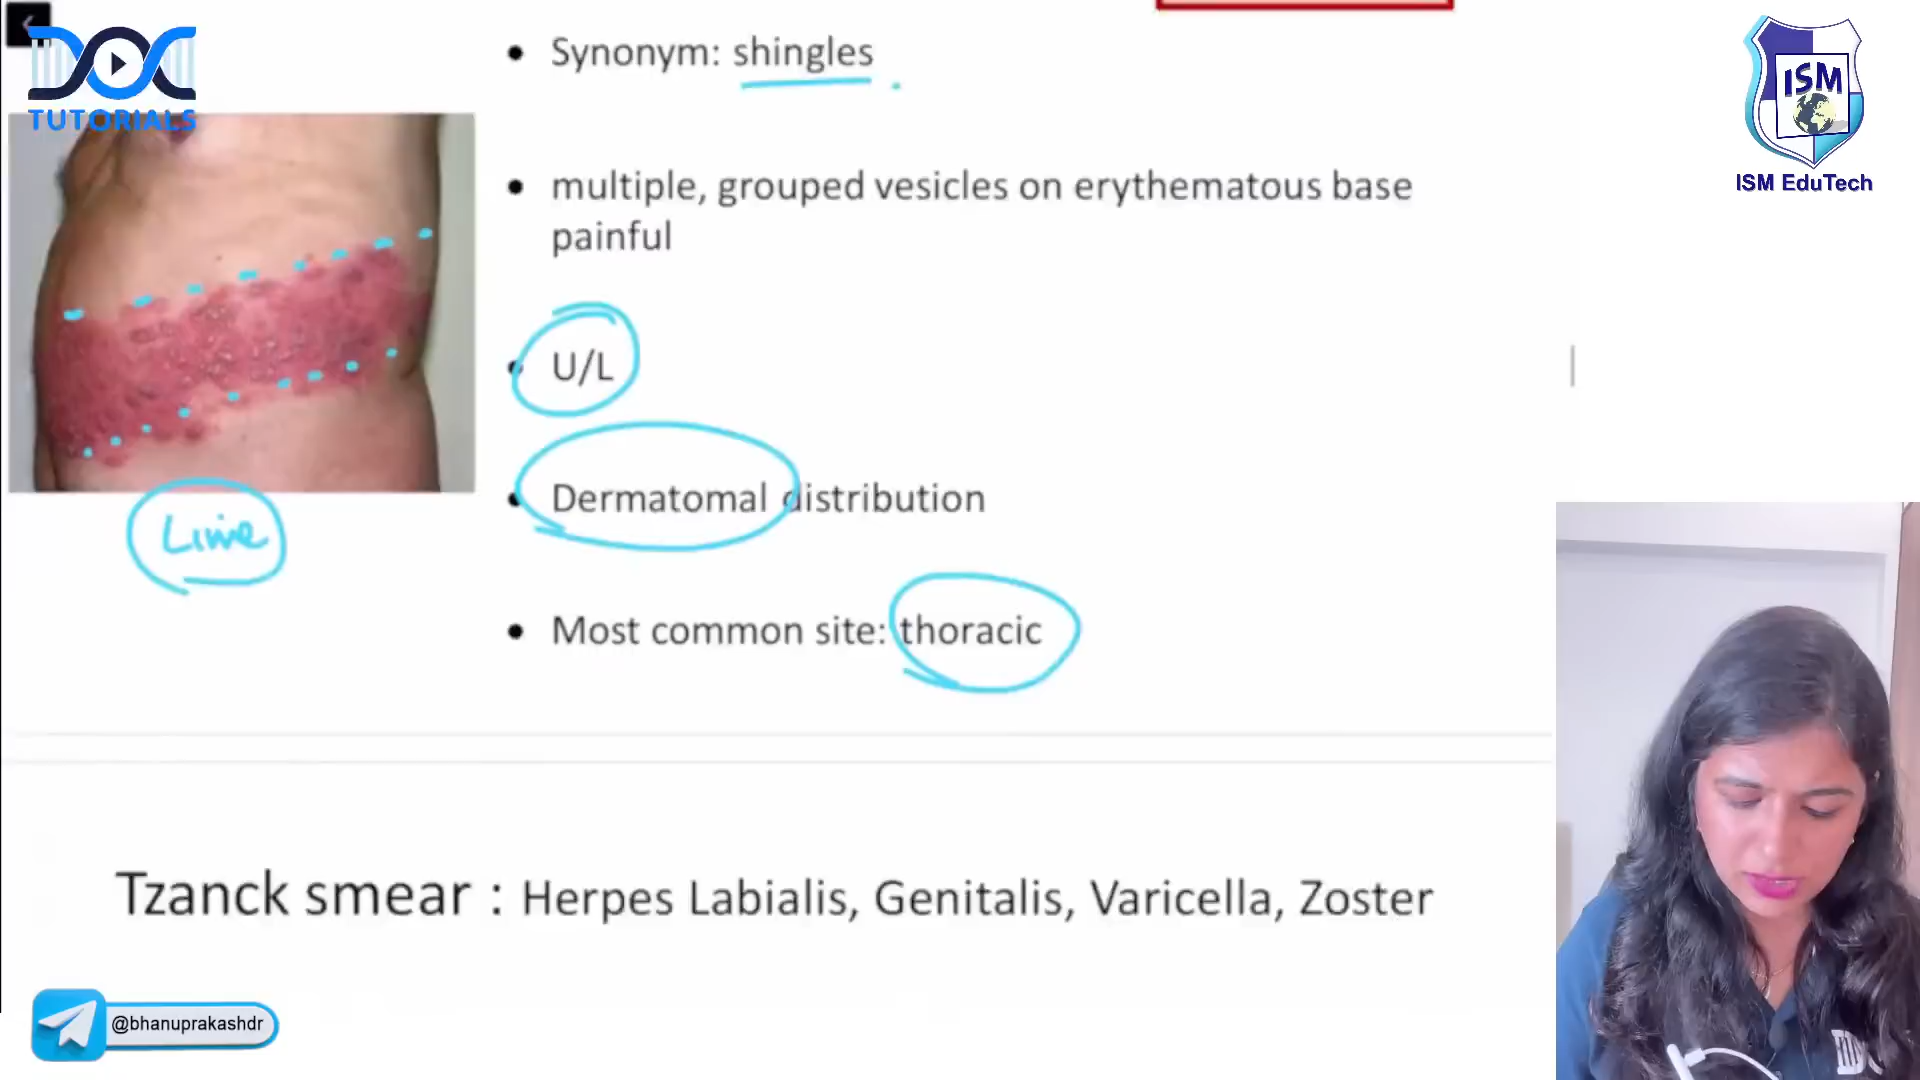 DOC
TUTORIALS
ISM
ISM EduTech
• Synonym: shingles
• multiple, grouped vesicles on erythematous base
painful
• U/L
• Dermatomal distribution
Line
• Most common site: thoracic
Tzanck smear : Herpes Labialis, Genitalis, Varicella, Zoster
@bhanuprakashdr